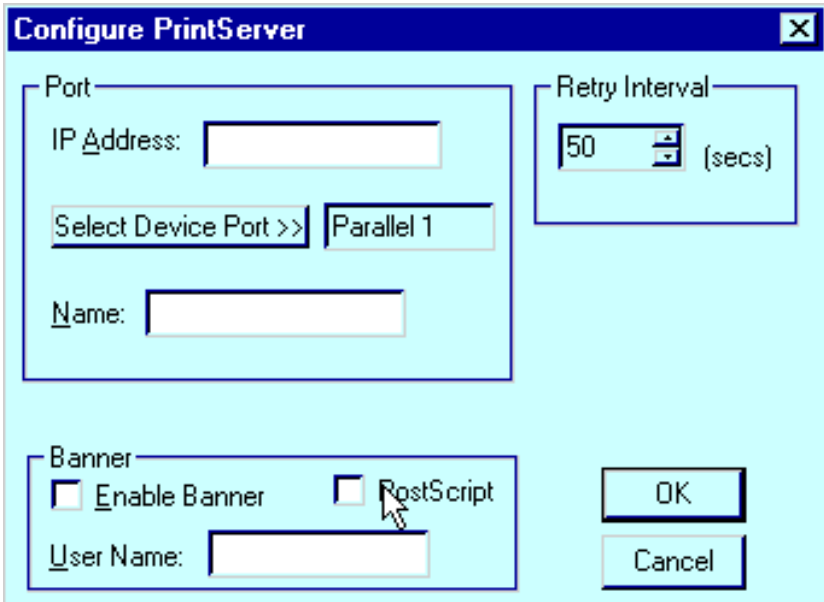 Configure PrintServer
Port
IP Address:
Select Device Port >> Parallel 1
Name:
Retry Interval
50 (secs)
Banner
Enable Banner PostScript
User Name:
OK
Cancel